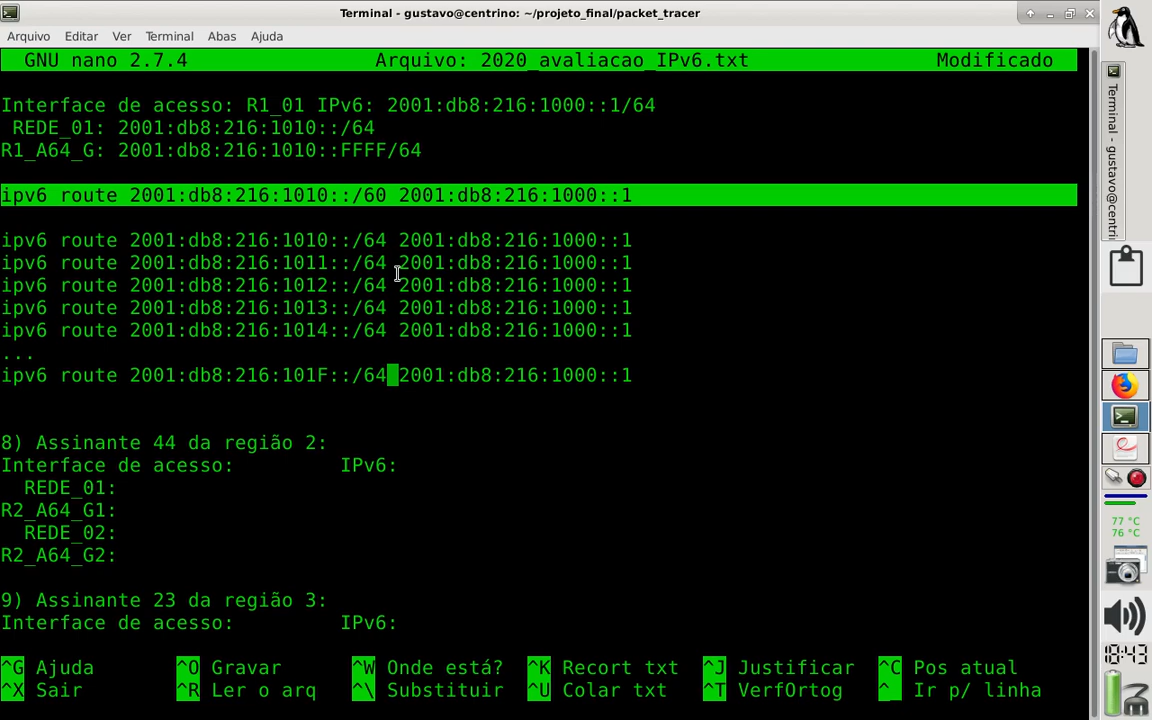 Terminal - gustavo@centrino: ~/projeto_final/packet_tracer
Arquivo Editar Ver Terminal Abas Ajuda
GNU nano 2.7.4 Arquivo: 2020_avaliacao_IPv6.txt Modificado
Interface de acesso: R1_01 IPv6: 2001:db8:216:1000::1/64
REDE_01: 2001:db8:216:1010::/64
R1_A64_G: 2001:db8:216:1010::FFFF/64
ipv6 route 2001:db8:216:1010::/60 2001:db8:216:1000::1
ipv6 route 2001:db8:216:1010::/64 2001:db8:216:1000::1
ipv6 route 2001:db8:216:1011::/64 2001:db8:216:1000::1
ipv6 route 2001:db8:216:1012::/64 2001:db8:216:1000::1
ipv6 route 2001:db8:216:1013::/64 2001:db8:216:1000::1
ipv6 route 2001:db8:216:1014::/64 2001:db8:216:1000::1
...
ipv6 route 2001:db8:216:101F::/64 2001:db8:216:1000::1
8) Assinante 44 da região 2:
Interface de acesso: IPv6:
REDE_01:
R2_A64_G1:
REDE_02:
R2_A64_G2:
9) Assinante 23 da região 3:
Interface de acesso: IPv6:
^G Ajuda ^O Gravar ^W Onde está? ^K Recort txt ^J Justificar ^C Pos atual
^X Sair ^R Ler o arq ^\ Substituir ^U Colar txt ^T VerfOrtog ^_ Ir p/ linha
Terminal - gustavo@centri
77 °C
76 °C
18:43
2